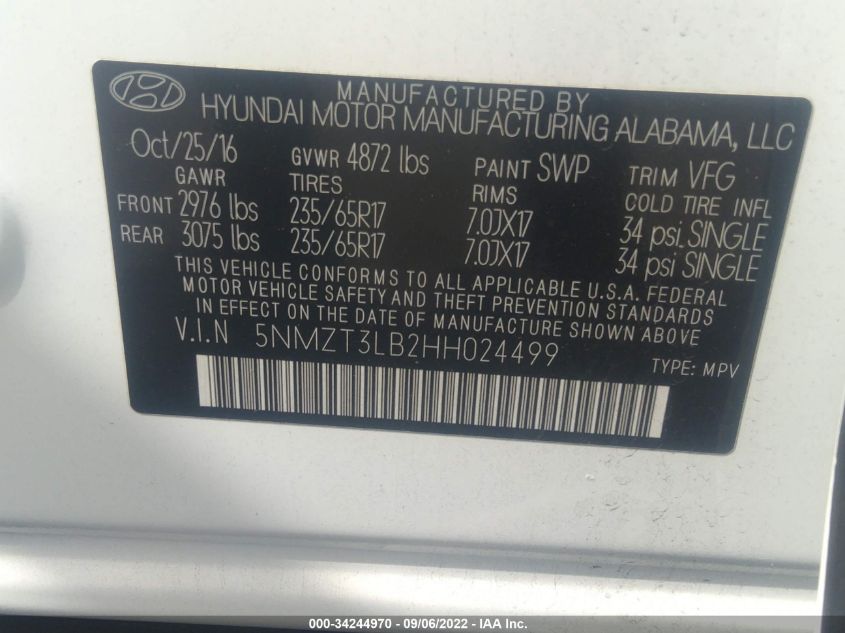 MANUFACTURED BY
HYUNDAI MOTOR MANUFACTURING ALABAMA, LLC
Oct/25/16 GVWR 4872 lbs PAINT SWP TRIM VFG
GAWR TIRES RIMS COLD TIRE INFL
FRONT 2976 lbs 235/65R17 7.0JX17 34 psi. SINGLE
REAR 3075 lbs 235/65R17 7.0JX17 34 psi SINGLE
THIS VEHICLE CONFORMS TO ALL APPLICABLE U.S.A. FEDERAL
MOTOR VEHICLE SAFETY AND THEFT PREVENTION STANDARDS
IN EFFECT ON THE DATE OF MANUFACTURE SHOWN ABOVE
V.I.N 5NMZT3LB2HH024499 TYPE: MPV
000-34244970 - 09/06/2022 - IAA Inc.